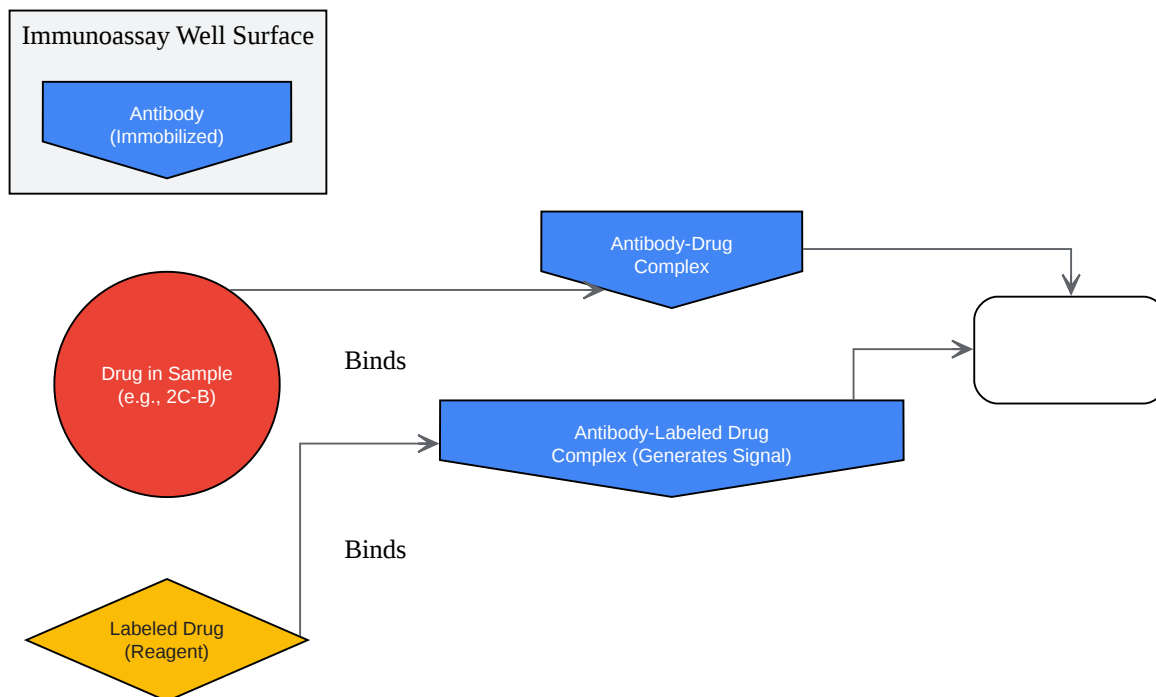 Immunoassay Well Surface
Antibody
(Immobilized)
Antibody-Drug
Complex
Drug in Sample
(e.g., 2C-B)
Binds
Antibody-Labeled Drug
Complex (Generates Signal)
Binds
Labeled Drug
(Reagent)